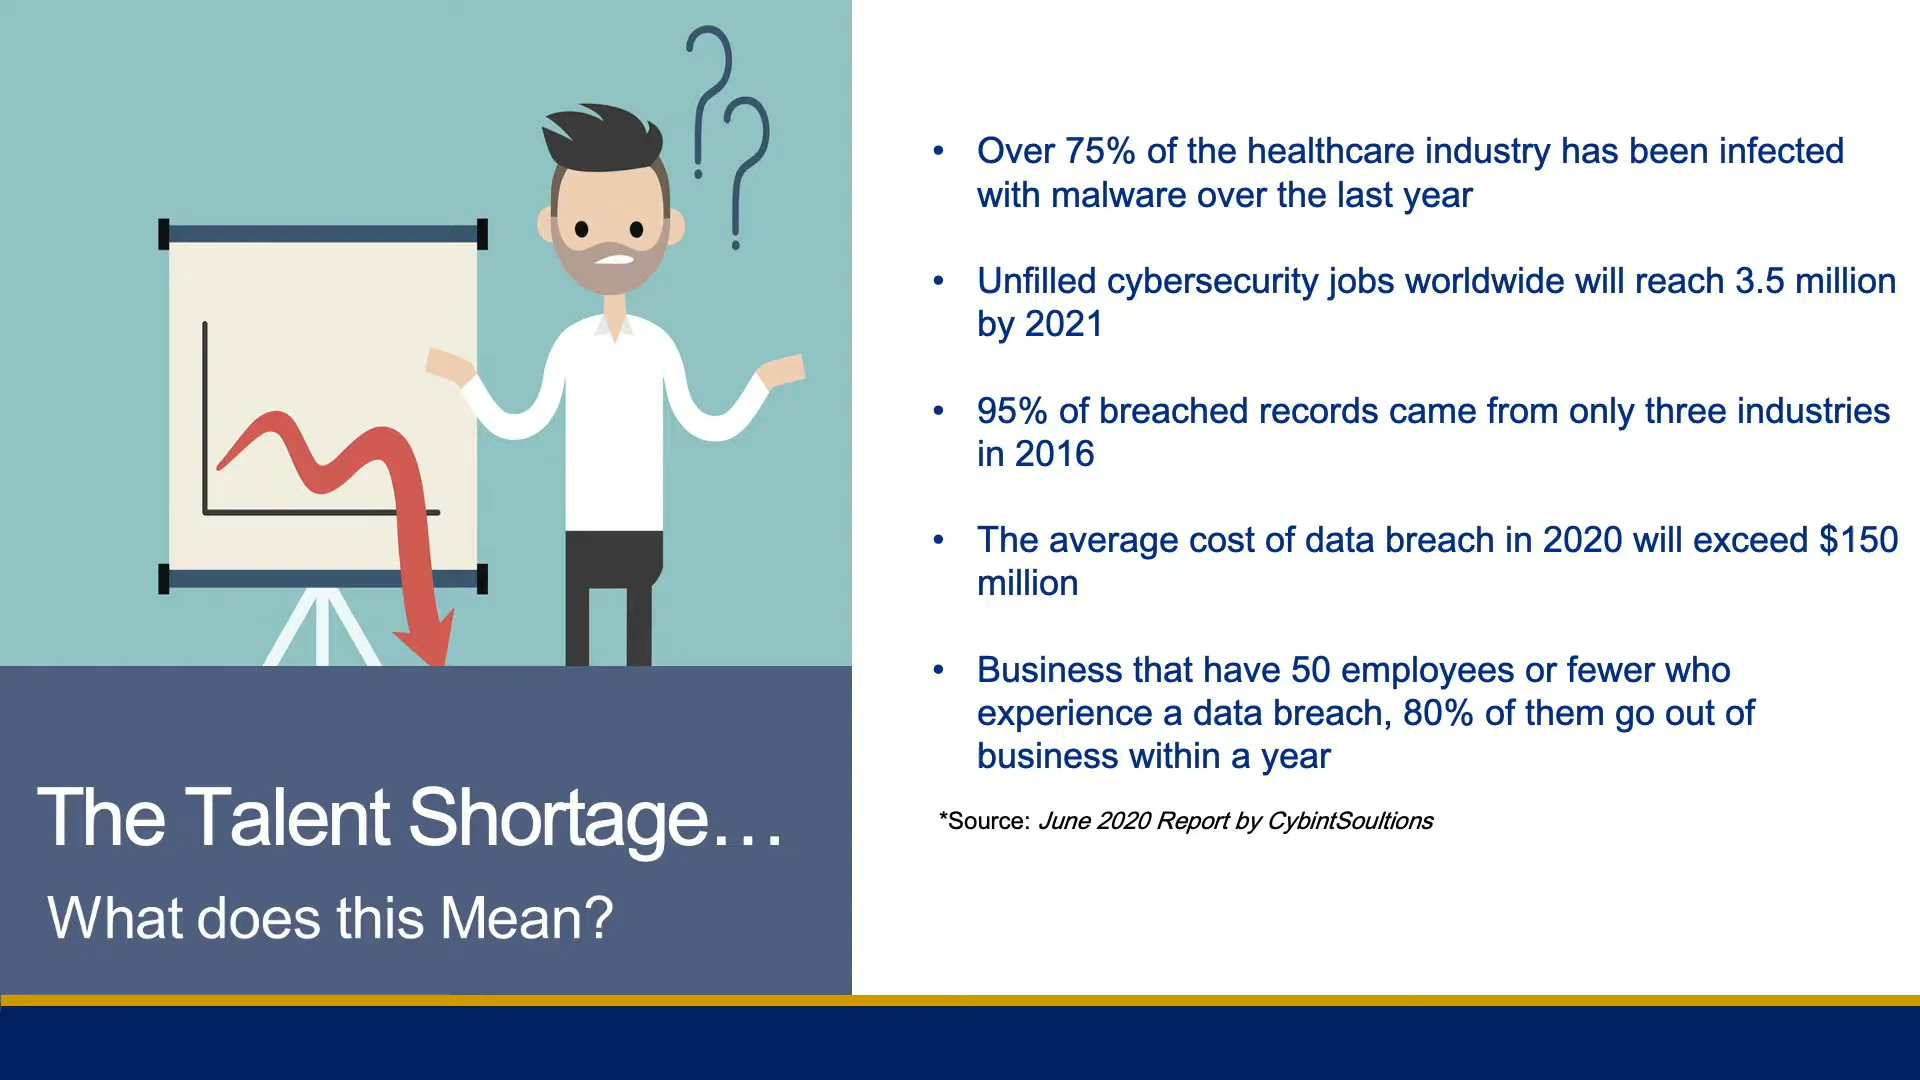 The Talent Shortage...
What does this Mean?
• Over 75% of the healthcare industry has been infected
with malware over the last year
• Unfilled cybersecurity jobs worldwide will reach 3.5 million
by 2021
• 95% of breached records came from only three industries
in 2016
• The average cost of data breach in 2020 will exceed $150
million
• Business that have 50 employees or fewer who
experience a data breach, 80% of them go out of
business within a year
*Source: June 2020 Report by CybintSoultions